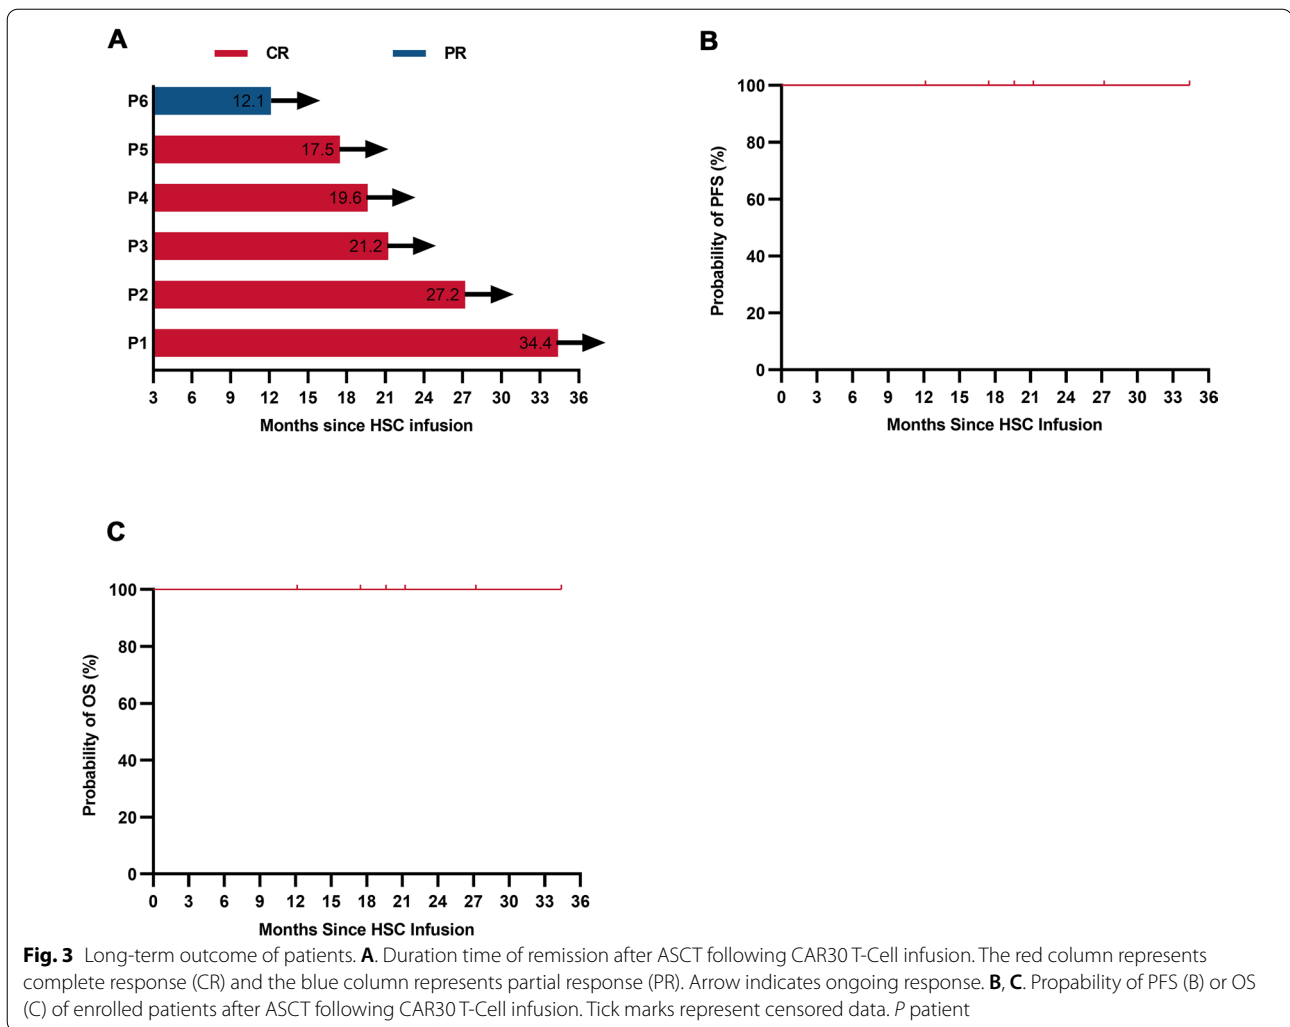 A
CR PR
P6 12.1
P5 17.5
P4 19.6
P3 21.2
P2 27.2
P1 34.4
3 6 9 12 15 18 21 24 27 30 33 36
Months since HSC infusion
B
Probability of PFS (%)
100
80
60
40
20
0
0 3 6 9 12 15 18 21 24 27 30 33 36
Months Since HSC Infusion
C
Probability of OS (%)
100
80
60
40
20
0
0 3 6 9 12 15 18 21 24 27 30 33 36
Months Since HSC Infusion
Fig. 3 Long-term outcome of patients. A. Duration time of remission after ASCT following CAR30 T-Cell infusion. The red column represents
complete response (CR) and the blue column represents partial response (PR). Arrow indicates ongoing response. B, C. Propability of PFS (B) or OS
(C) of enrolled patients after ASCT following CAR30 T-Cell infusion. Tick marks represent censored data. P patient